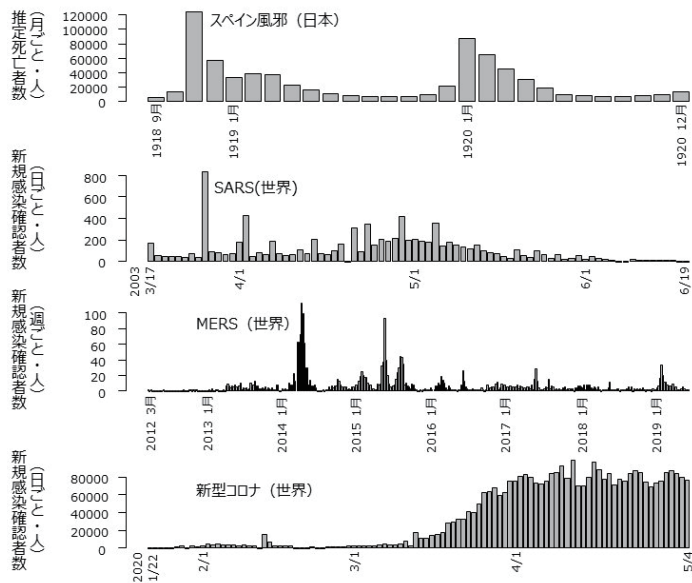 推定死亡者数
（月ごと・人）
スペイン風邪（日本）
120000
100000
80000
60000
40000
20000
0
1918 9月
1919 1月
1920 1月
1920 12月
新規感染確認者数
（日ごと・人）
SARS(世界)
800
600
400
200
0
2003
3/17
4/1
5/1
6/1
6/19
新規感染確認者数
（週ごと・人）
MERS（世界）
100
80
60
40
20
0
2012 3月
2013 1月
2014 1月
2015 1月
2016 1月
2017 1月
2018 1月
2019 1月
新規感染確認者数
（日ごと・人）
新型コロナ（世界）
80000
60000
40000
20000
0
2020
1/22
2/1
3/1
4/1
5/4